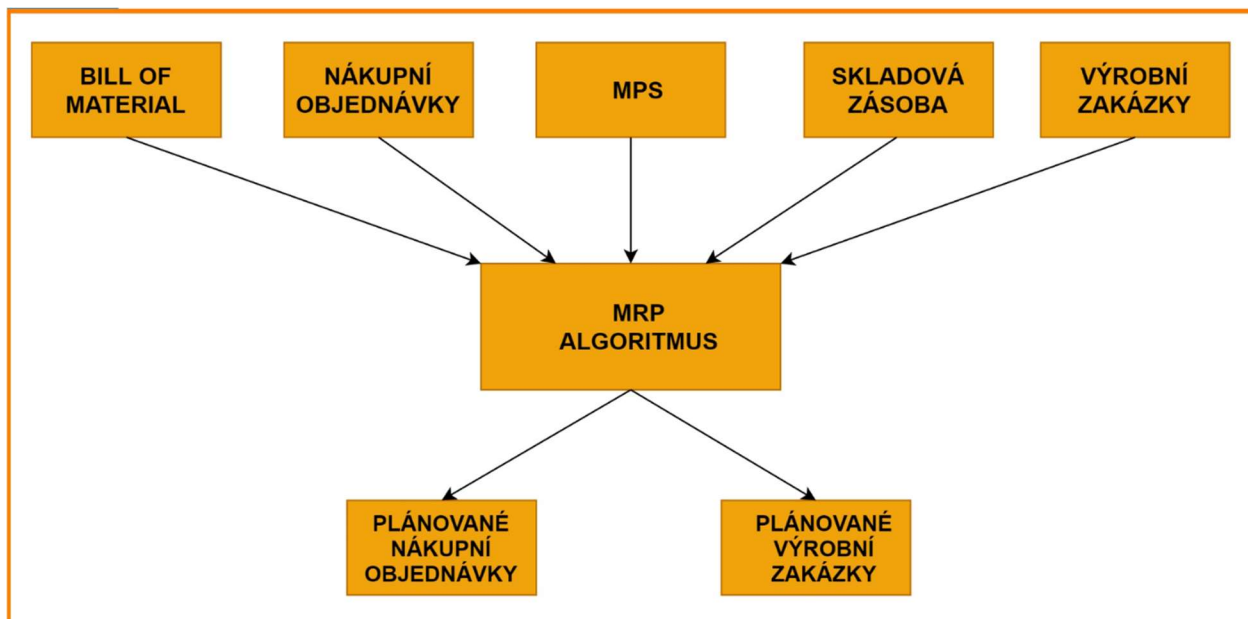 BILL OF
MATERIAL
NÁKUPNÍ
OBJEDNÁVKY
MPS
SKLADOVÁ
ZÁSOBA
VÝROBNÍ
ZAKÁZKY
MRP
ALGORITMUS
PLÁNOVANÉ
NÁKUPNÍ
OBJEDNÁVKY
PLÁNOVANÉ
VÝROBNÍ
ZAKÁZKY